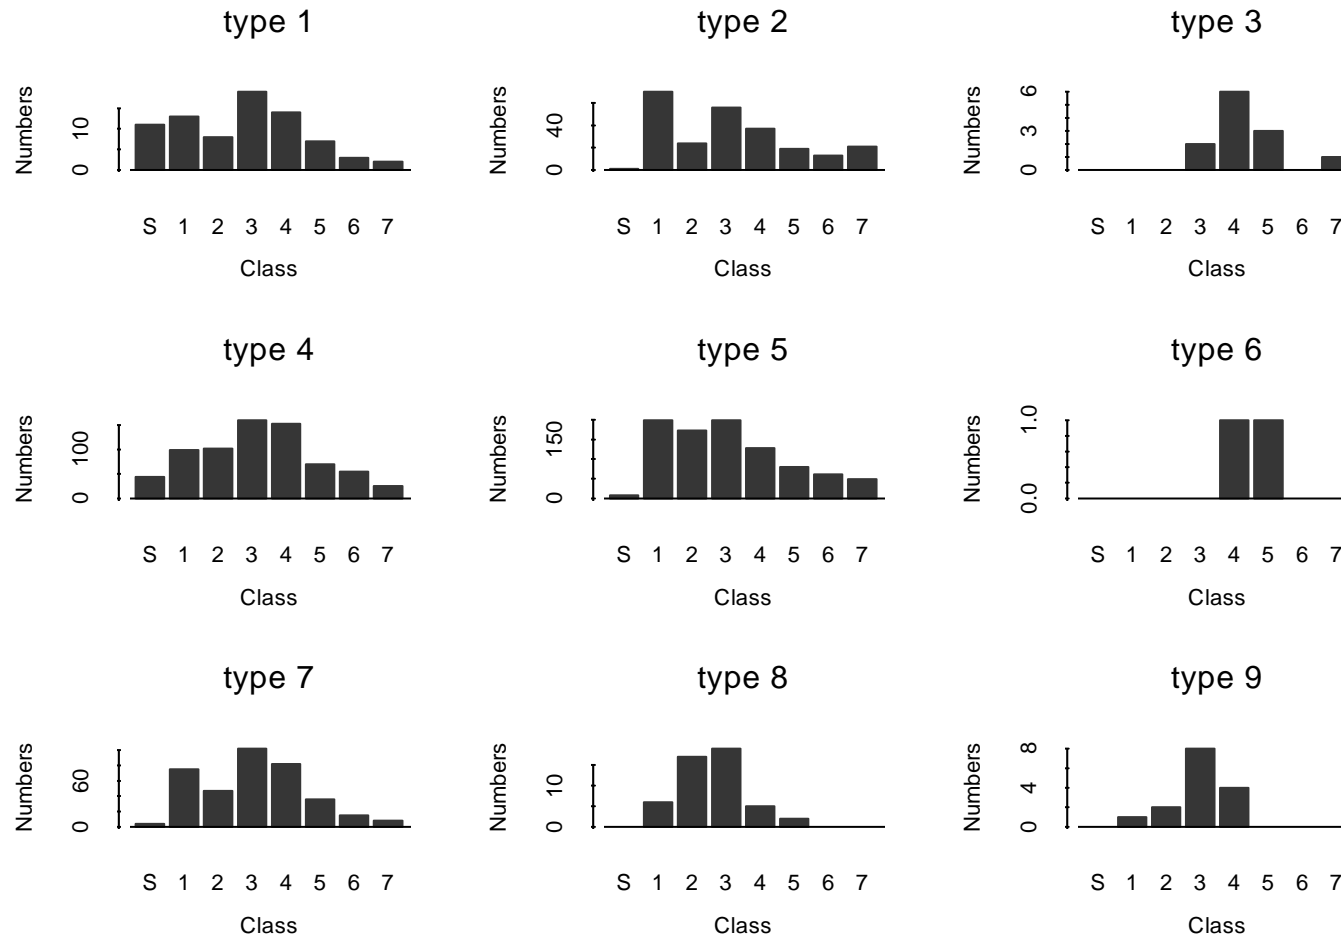 type 1
Numbers
0 10
S 1 2 3 4 5 6 7
Class
type 2
Numbers
0 40
S 1 2 3 4 5 6 7
Class
type 3
Numbers
0 3 6
S 1 2 3 4 5 6 7
Class
type 4
Numbers
0 100
S 1 2 3 4 5 6 7
Class
type 5
Numbers
0 150
S 1 2 3 4 5 6 7
Class
type 6
Numbers
0.0 1.0
S 1 2 3 4 5 6 7
Class
type 7
Numbers
0 60
S 1 2 3 4 5 6 7
Class
type 8
Numbers
0 10
S 1 2 3 4 5 6 7
Class
type 9
Numbers
0 4 8
S 1 2 3 4 5 6 7
Class